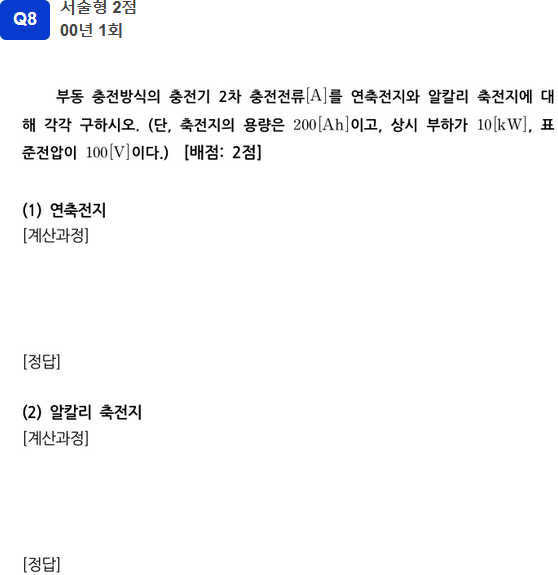 Q8
서술형 2점
00년 1회
부동 충전방식의 충전기 2차 충전전류[A]를 연축전지와 알칼리 축전지에 대
해 각각 구하시오. (단, 축전지의 용량은 200[Ah]이고, 상시 부하가 10[kW], 표
준전압이 100[V]이다.) [배점: 2점]
(1) 연축전지
[계산과정]
[정답]
(2) 알칼리 축전지
[계산과정]
[정답]